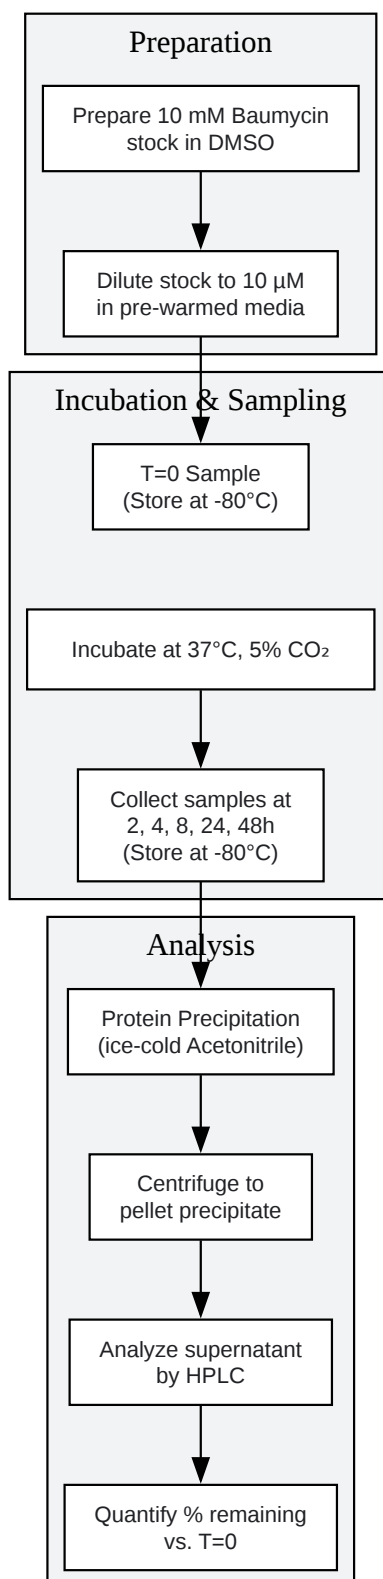 Preparation
Prepare 10 mM Baumycin
stock in DMSO
Dilute stock to 10 µM
in pre-warmed media
Incubation & Sampling
T=0 Sample
(Store at -80°C)
Incubate at 37°C, 5% CO₂
Collect samples at
2, 4, 8, 24, 48h
(Store at -80°C)
Analysis
Protein Precipitation
(ice-cold Acetonitrile)
Centrifuge to
pellet precipitate
Analyze supernatant
by HPLC
Quantify % remaining
vs. T=0